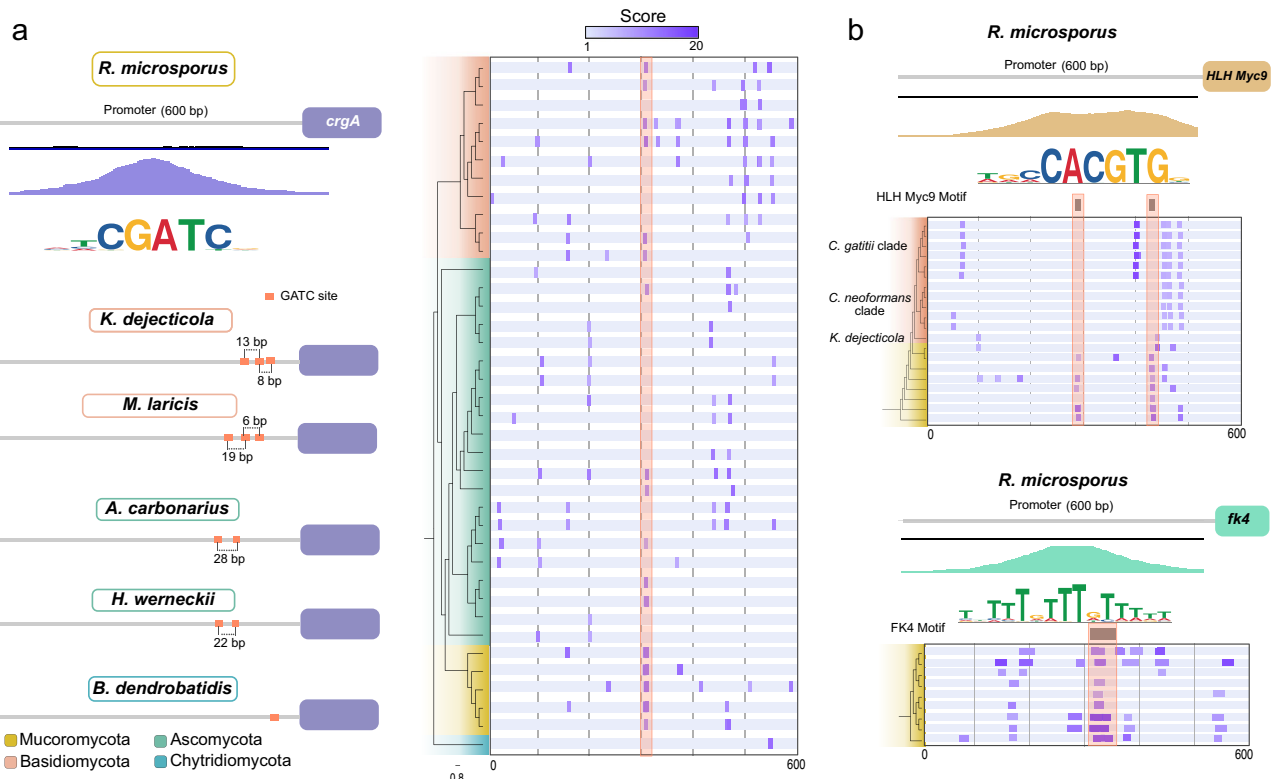 a
R. microsporus
Promoter (600 bp)
crgA
CGATC
GATC site
K. dejecticola
13 bp
8 bp
M. laricis
6 bp
19 bp
A. carbonarius
28 bp
H. werneckii
22 bp
B. dendrobatidis
Mucoromycota
Ascomycota
Basidiomycota
Chytridiomycota
Score
1
20
0.8
0
600
b
R. microsporus
Promoter (600 bp)
HLH Myc9
CACGTG
HLH Myc9 Motif
C. gatitii clade
C. neoformans
clade
K. dejecticola
0
600
R. microsporus
Promoter (600 bp)
fk4
FK4 Motif
0
600